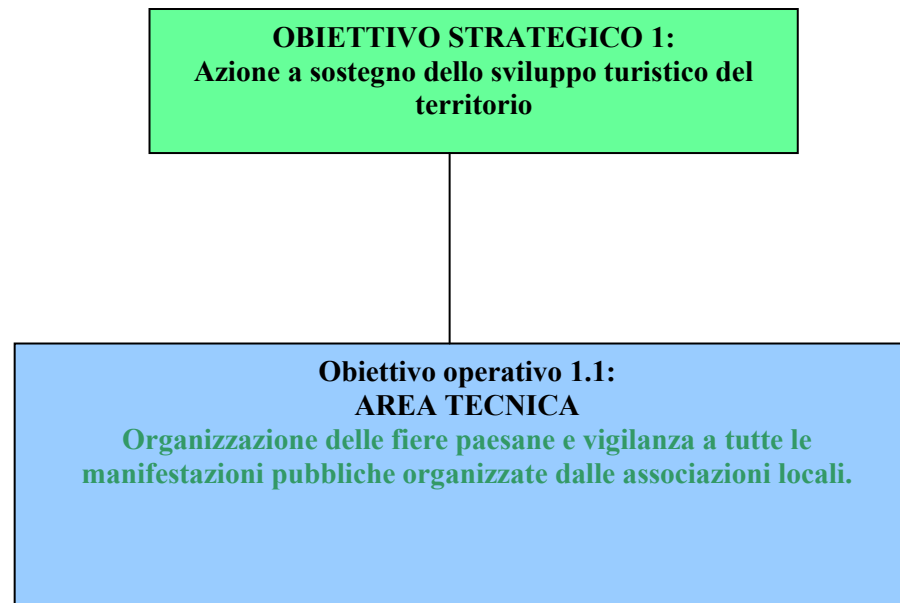 OBIETTIVO STRATEGICO 1:
Azione a sostegno dello sviluppo turistico del
territorio
Obiettivo operativo 1.1:
AREA TECNICA
Organizzazione delle fiere paesane e vigilanza a tutte le
manifestazioni pubbliche organizzate dalle associazioni locali.